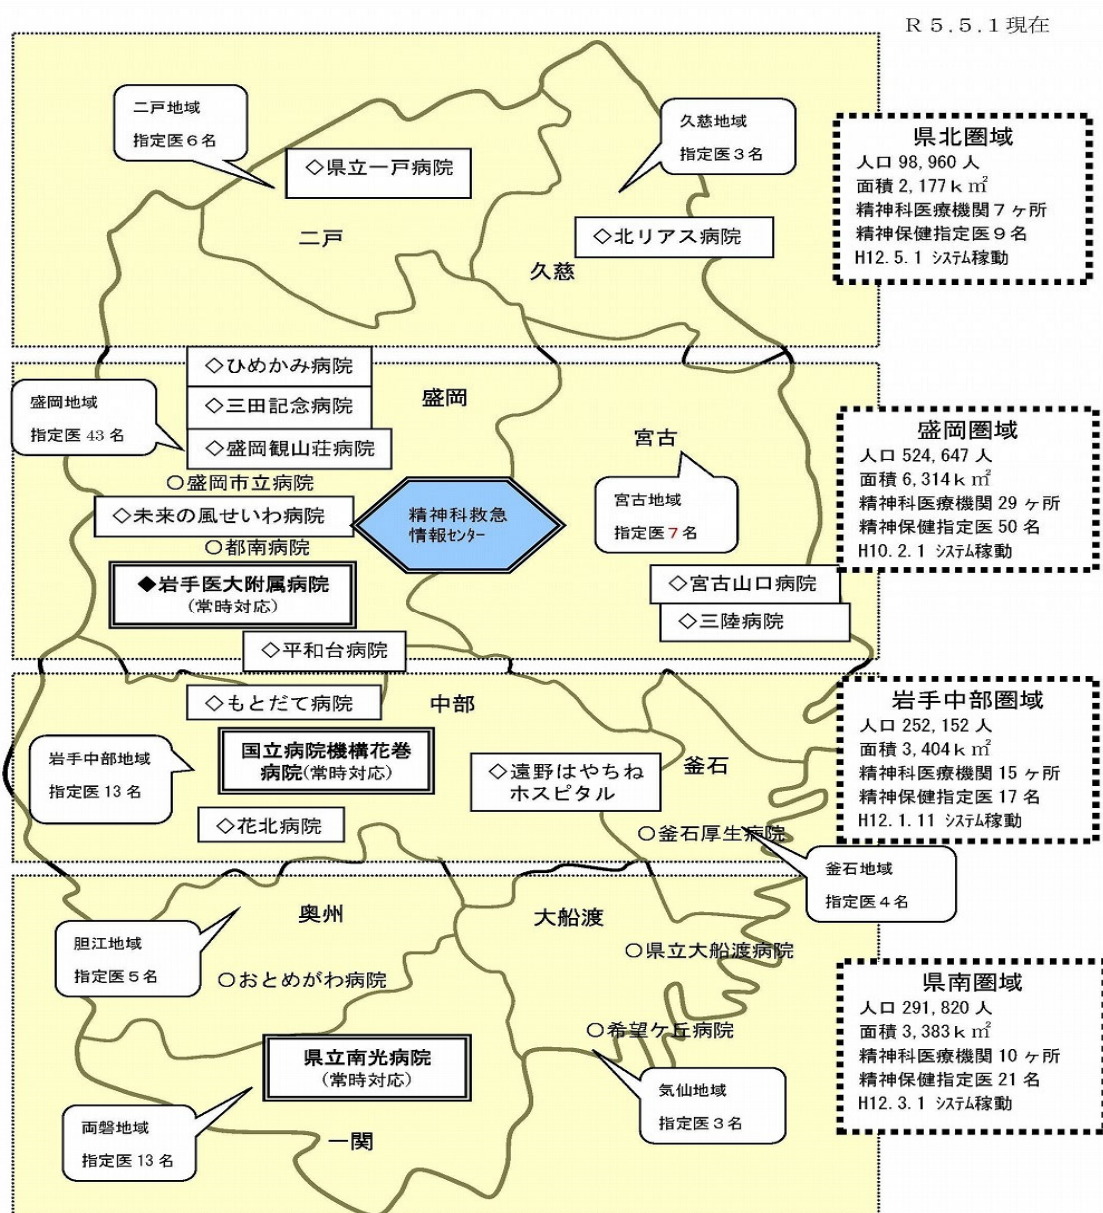 R５.５.１現在
二戸地域
指定医６名
◇県立一戸病院
二戸
久慈地域
指定医３名
◇北リアス病院
久慈
県北圏域
人口 98,960 人
面積 2,177ｋ㎡
精神科医療機関７ヶ所
精神保健指定医９名
H12.5.1 ｼｽﾃﾑ稼動
◇ひめかみ病院
◇三田記念病院
◇盛岡観山荘病院
盛岡
盛岡地域
指定医 43 名
○盛岡市立病院
◇未来の風せいわ病院
○都南病院
◆岩手医大附属病院
(常時対応)
◇平和台病院
精神科救急
情報ｾﾝﾀｰ
宮古
宮古地域
指定医７名
◇宮古山口病院
◇三陸病院
盛岡圏域
人口 524,647 人
面積 6,314ｋ㎡
精神科医療機関 29 ヶ所
精神保健指定医 50 名
H10.2.1 ｼｽﾃﾑ稼動
◇もとだて病院
中部
岩手中部地域
指定医 13 名
国立病院機構花巻
病院(常時対応)
◇花北病院
◇遠野はやちね
ホスピタル
釜石
○釜石厚生病院
釜石地域
指定医４名
岩手中部圏域
人口 252,152 人
面積 3,404ｋ㎡
精神科医療機関 15 ヶ所
精神保健指定医 17 名
H12.1.11 ｼｽﾃﾑ稼動
奥州
胆江地域
指定医５名
○おとめがわ病院
大船渡
○県立大船渡病院
○希望ケ丘病院
気仙地域
指定医３名
県立南光病院
(常時対応)
両磐地域
指定医 13 名
一関
県南圏域
人口 291,820 人
面積 3,383ｋ㎡
精神科医療機関 10 ヶ所
精神保健指定医 21 名
H12.3.1 ｼｽﾃﾑ稼動